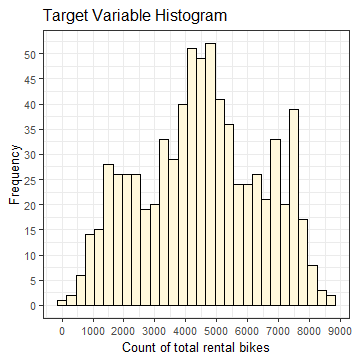 Target Variable Histogram
50
45
40
35
30
25
20
15
10
5
0
Frequency
0 1000 2000 3000 4000 5000 6000 7000 8000 9000
Count of total rental bikes